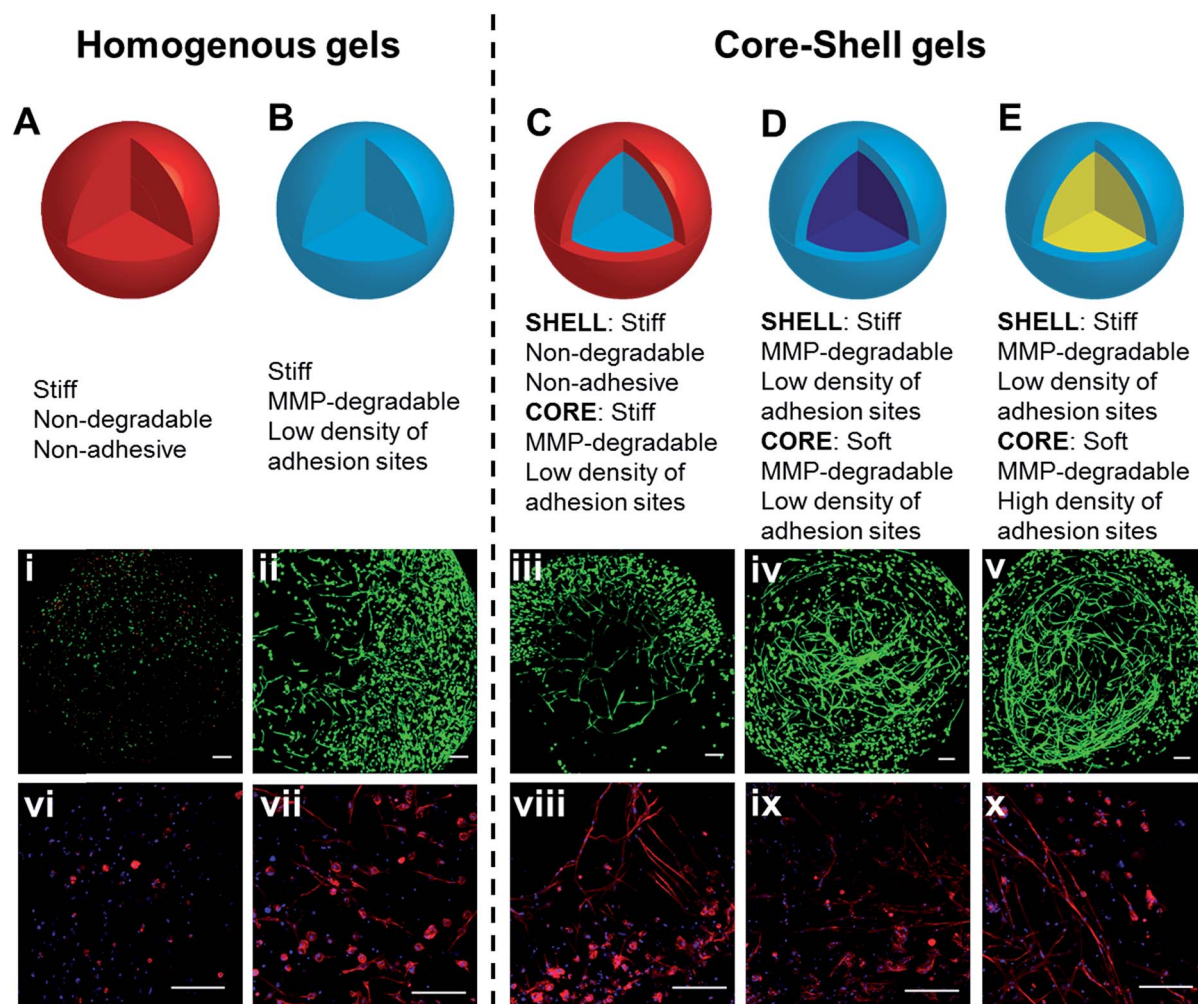 Homogenous gels
Core-Shell gels
A
B
C
D
E
Stiff
Non-degradable
Non-adhesive
Stiff
MMP-degradable
Low density of
adhesion sites
SHELL: Stiff
Non-degradable
Non-adhesive
CORE: Stiff
MMP-degradable
Low density of
adhesion sites
SHELL: Stiff
MMP-degradable
Low density of
adhesion sites
CORE: Soft
MMP-degradable
Low density of
adhesion sites
SHELL: Stiff
MMP-degradable
Low density of
adhesion sites
CORE: Soft
MMP-degradable
High density of
adhesion sites
i
ii
iii
iv
v
vi
vii
viii
ix
x